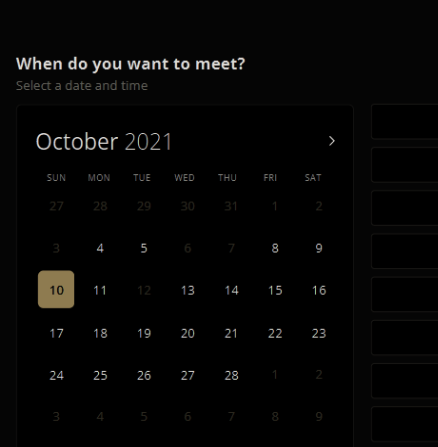 When do you want to meet?
Select a date and time
October 2021
SUN MON TUE WED THU FRI SAT
27 28 29 30 31 1 2
3 4 5 6 7 8 9
10 11 12 13 14 15 16
17 18 19 20 21 22 23
24 25 26 27 28 1 2
3 4 5 6 7 8 9